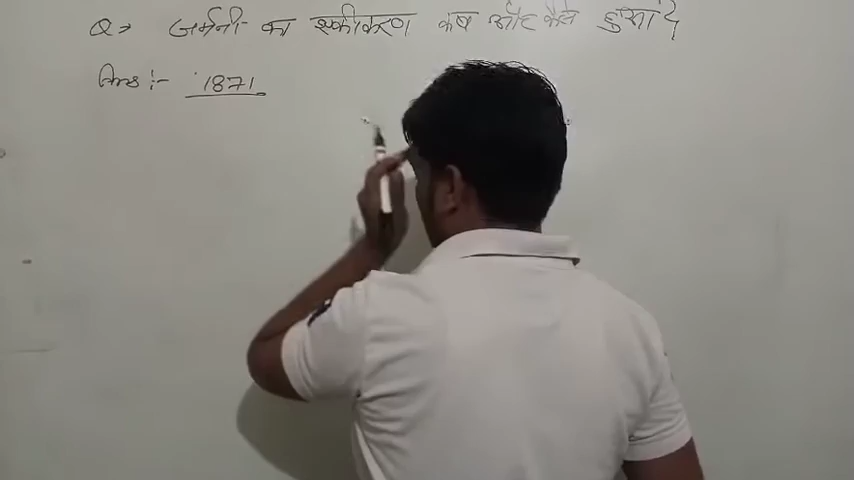 Q→ जर्मनी का एकीकरण कब और कैसे हुआ?
Ans :- 1871